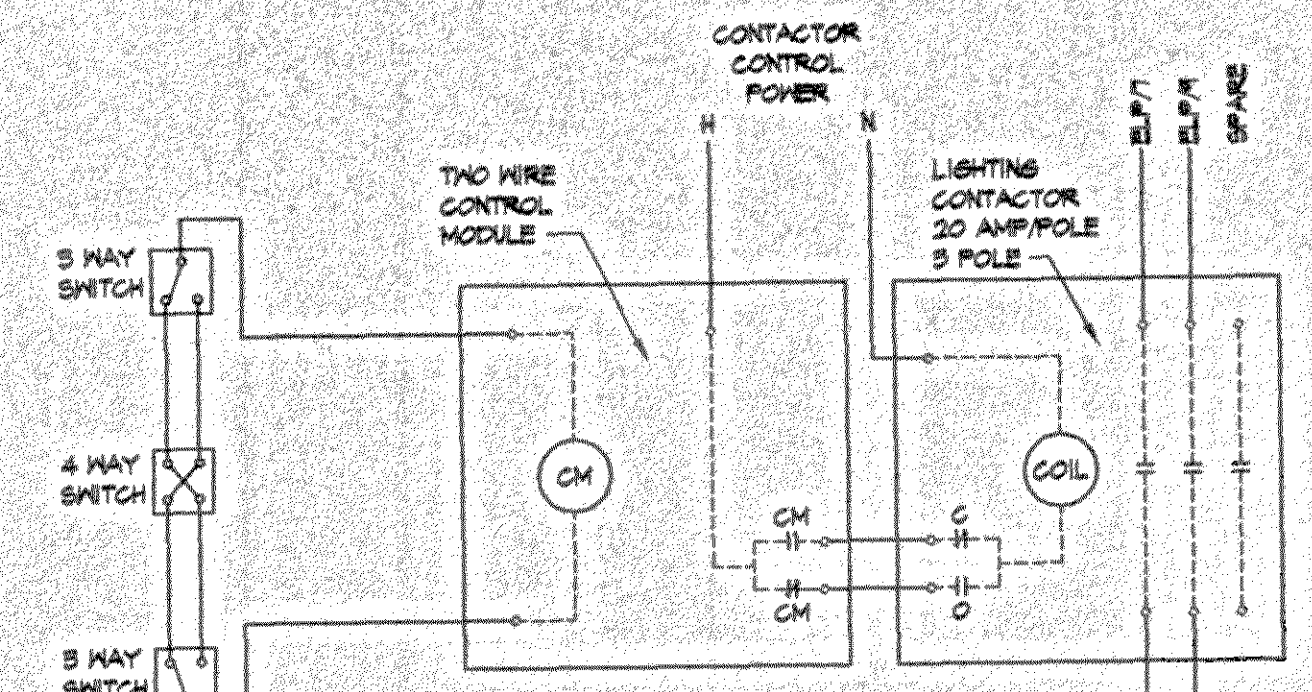 CONTACTOR
CONTROL
POWER
H
N
ELP/T
ELP/R
SPARE
TWO WIRE
CONTROL
MODULE
LIGHTING
CONTACTOR
20 AMP/POLE
3 POLE
3 WAY
SWITCH
4 WAY
SWITCH
CM
COIL
CM
C
CM
O
3 WAY
SWITCH